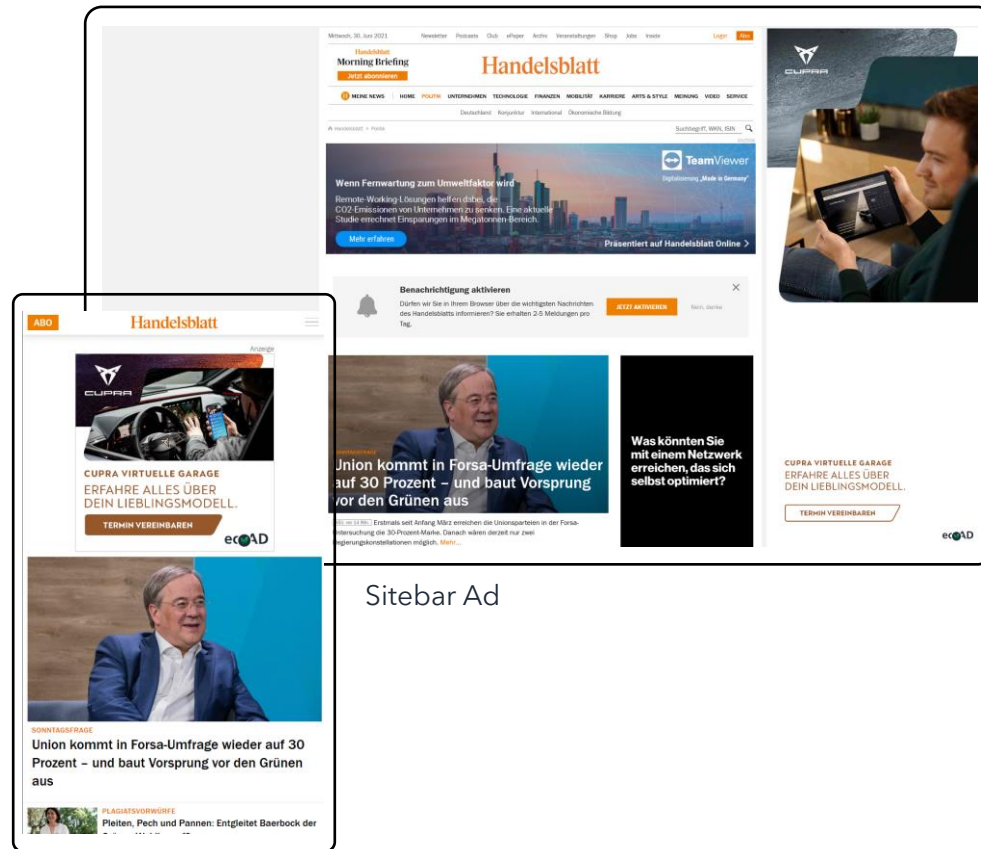 Mittwoch, 30. Juni 2021 Newsletter Podcasts Club ePaper Archiv Veranstaltungen Shop Jobs Inside Login Abo
Handelsblatt
Morning Briefing
Jetzt abonnieren
Handelsblatt
MEINE NEWS HOME POLITIK UNTERNEHMEN TECHNOLOGIE FINANZEN MOBILITÄT KARRIERE ARTS & STYLE MEINUNG VIDEO SERVICE
Deutschland Konjunktur International Ökonomische Bildung
Handelsblatt > Politik
Suchbegriff, WKN, ISIN
TeamViewer
Digitalisierung „Made in Germany"
Wenn Fernwartung zum Umweltfaktor wird
Remote-Working-Lösungen helfen dabei, die
CO2-Emissionen von Unternehmen zu senken. Eine aktuelle
Studie errechnet Einsparungen im Megatonnen-Bereich.
Mehr erfahren
Präsentiert auf Handelsblatt Online >
Benachrichtigung aktivieren
Dürfen wir Sie in Ihrem Browser über die wichtigsten Nachrichten
des Handelsblatts informieren? Sie erhalten 2-5 Meldungen pro
Tag.
JETZT AKTIVIEREN
Nein, danke
Union kommt in Forsa-Umfrage wieder
auf 30 Prozent – und baut Vorsprung
vor den Grünen aus
Erstmals seit Anfang März erreichen die Unionsparteien in der Forsa-
Untersuchung die 30-Prozent-Marke. Danach wären derzeit nur zwei
Regierungskonstellationen möglich. Mehr...
Was könnten Sie
mit einem Netzwerk
erreichen, das sich
selbst optimiert?
CUPRA
CUPRA VIRTUELLE GARAGE
ERFAHRE ALLES ÜBER
DEIN LIEBLINGSMODELL.
TERMIN VEREINBAREN
ecoAD
ABO
Handelsblatt
Anzeige
CUPRA
CUPRA VIRTUELLE GARAGE
ERFAHRE ALLES ÜBER
DEIN LIEBLINGSMODELL.
TERMIN VEREINBAREN
ecoAD
SONNTAGSFRAGE
Union kommt in Forsa-Umfrage wieder auf 30
Prozent – und baut Vorsprung vor den Grünen
aus
PLAGIATSVORWÜRFE
Pleiten, Pech und Pannen: Entgleitet Baerbock der
Sitebar Ad